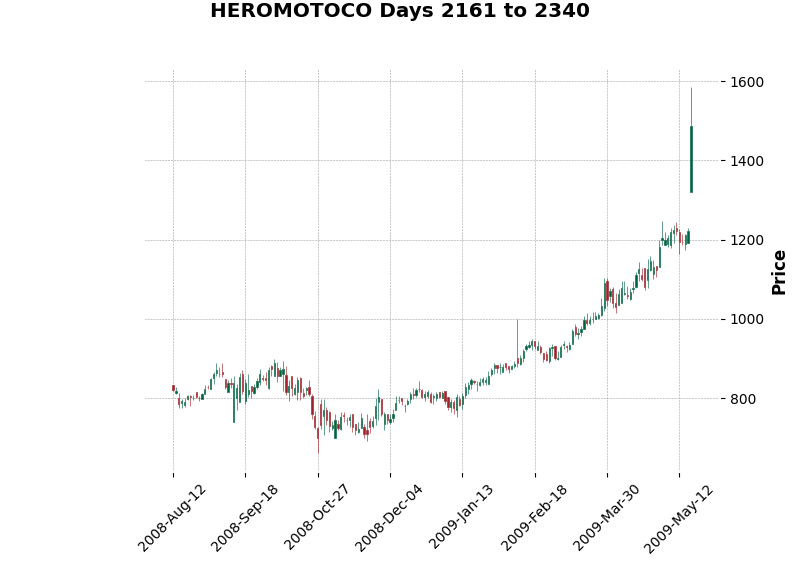 HEROMOTOCO Days 2161 to 2340
1600
1400
1200
1000
800
Price
2008-Aug-12
2008-Sep-18
2008-Oct-27
2008-Dec-04
2009-Jan-13
2009-Feb-18
2009-Mar-30
2009-May-12